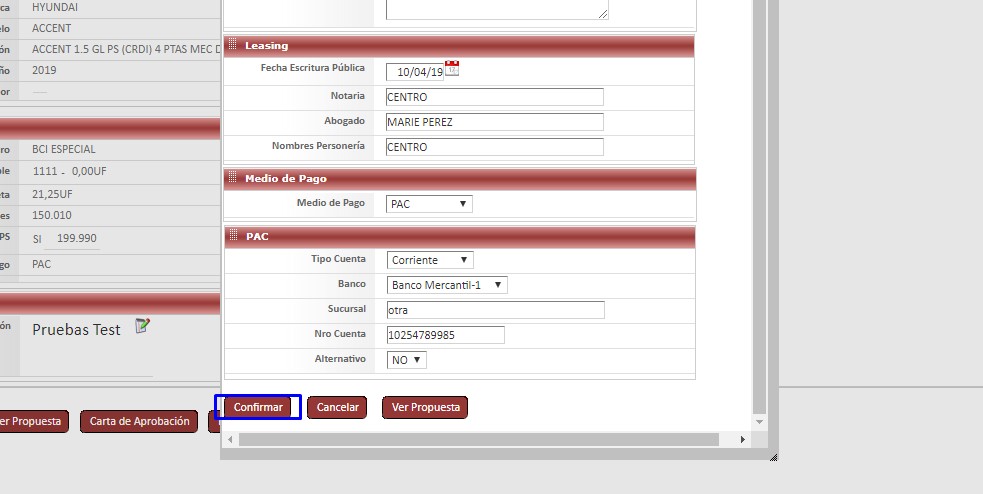 ca HYUNDAI
elo ACCENT
ón ACCENT 1.5 GL PS (CRDI) 4 PTAS MEC D
ño 2019
or ----
ro BCI ESPECIAL
ble 1111 - 0,00UF
eta 21,25UF
es 150.010
PS SI 199.990
go PAC
ón Pruebas Test
er Propuesta Carta de Aprobación
Leasing
Fecha Escritura Pública 10/04/19
Notaria CENTRO
Abogado MARIE PEREZ
Nombres Personería CENTRO
Medio de Pago
Medio de Pago PAC
PAC
Tipo Cuenta Corriente
Banco Banco Mercantil-1
Sucursal otra
Nro Cuenta 10254789985
Alternativo NO
Confirmar Cancelar Ver Propuesta